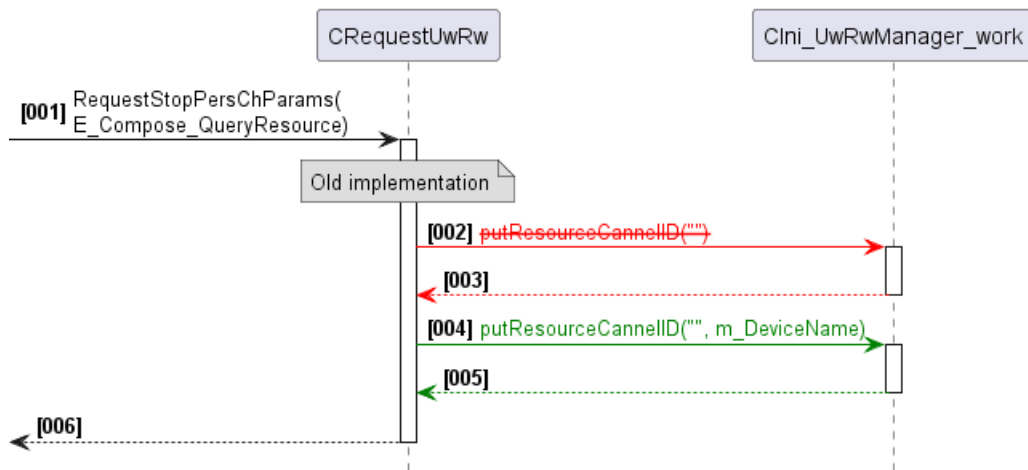 CRequestUwRw
CIni_UwRwManager_work
[001] RequestStopPersChParams(
E_Compose_QueryResource)
Old implementation
[002] putResourceCannelID("")
[003]
[004] putResourceCannelID("", m_DeviceName)
[005]
[006]